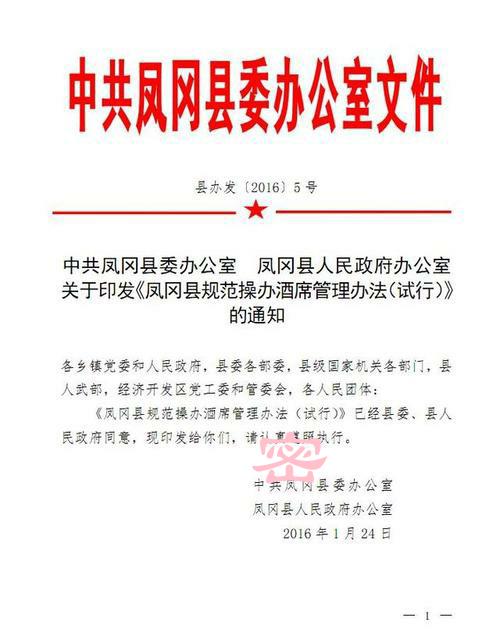 中共凤冈县委办公室文件
县办发〔2016〕5号
中共凤冈县委办公室 凤冈县人民政府办公室
关于印发《凤冈县规范操办酒席管理办法（试行）》
的通知
各乡镇党委和人民政府，县委各部委，县级国家机关各部门，县
人武部，经济开发区党工委和管委会，各人民团体：
《凤冈县规范操办酒席管理办法（试行）》已经县委、县人
民政府同意，现印发给你们，请认真遵照执行。
密
中共凤冈县委办公室
凤冈县人民政府办公室
2016年1月24日
— 1 —